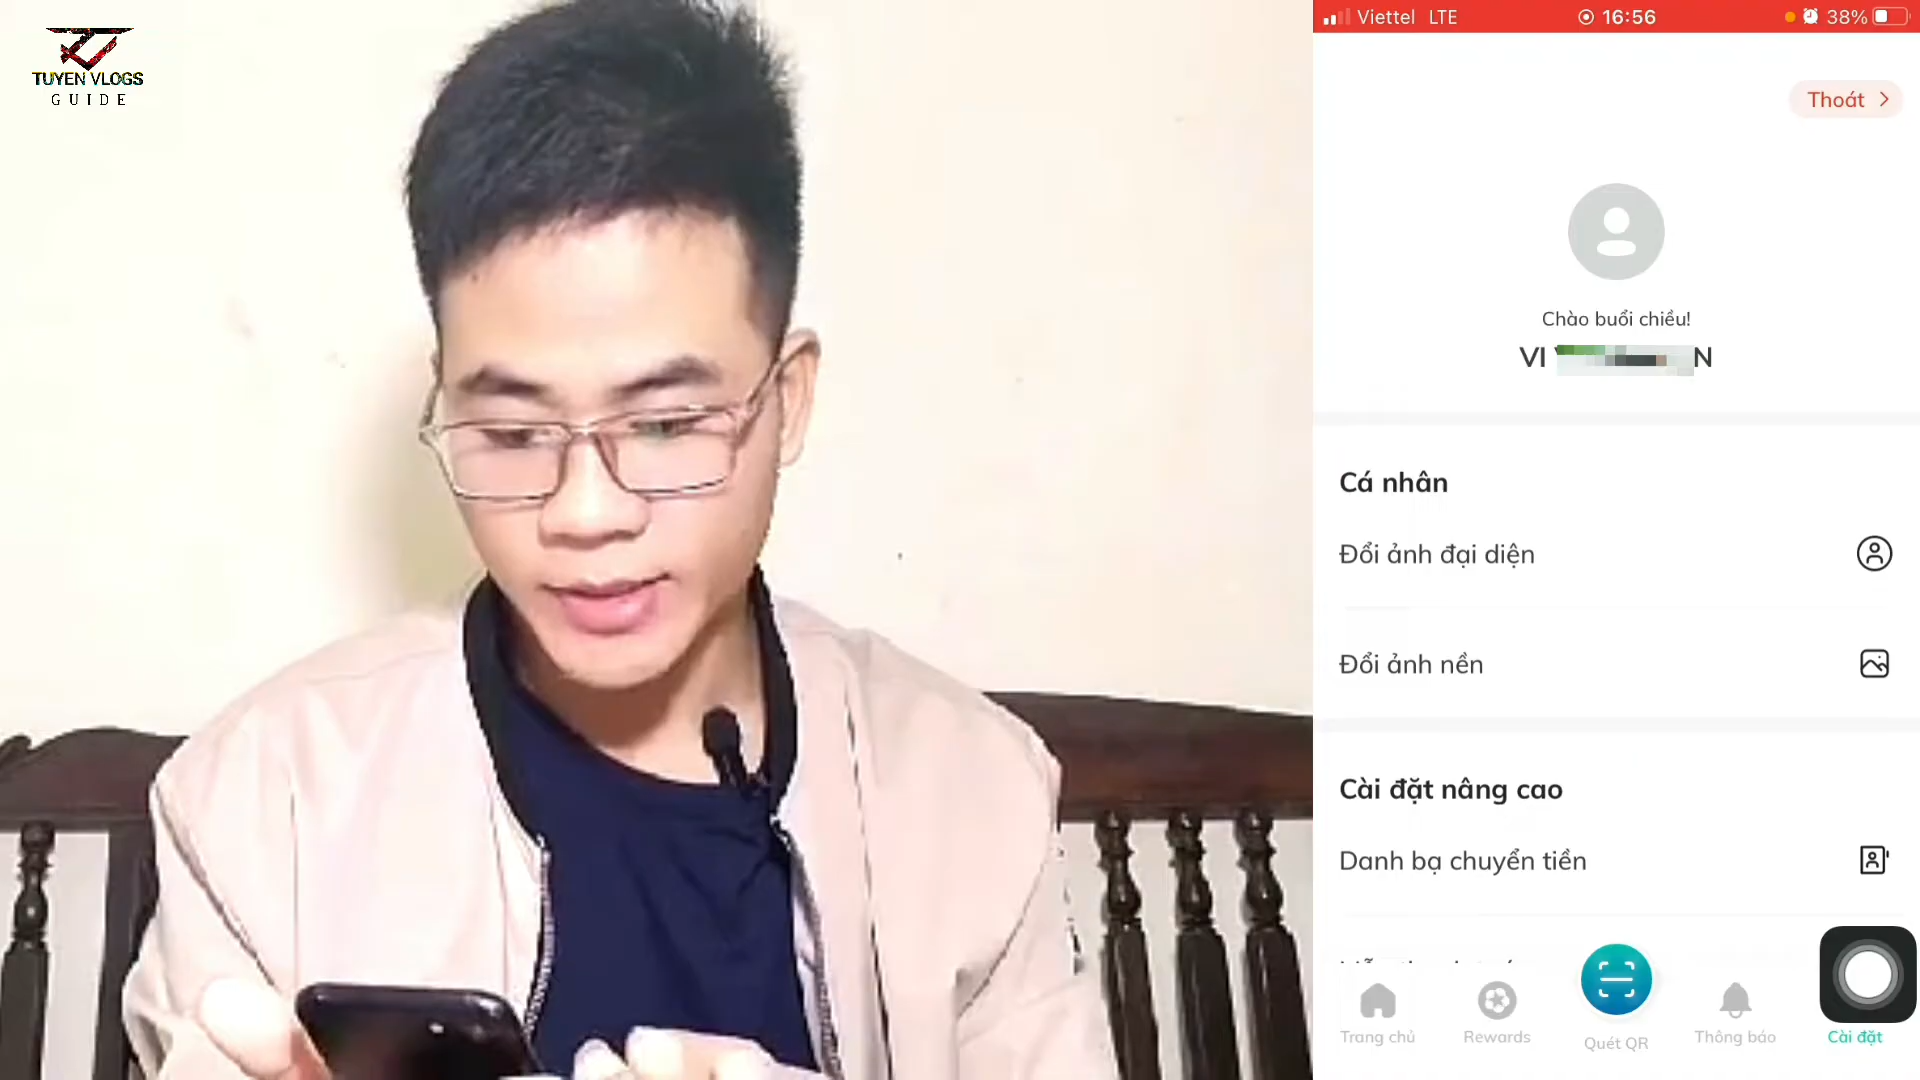 TUYEN VLOGS
GUIDE
Viettel LTE
16:56
38%
Thoát
Chào buổi chiều!
VI
N
Cá nhân
Đổi ảnh đại diện
Đổi ảnh nền
Cài đặt nâng cao
Danh bạ chuyển tiền
Trang chủ
Rewards
Quét QR
Thông báo
Cài đặt